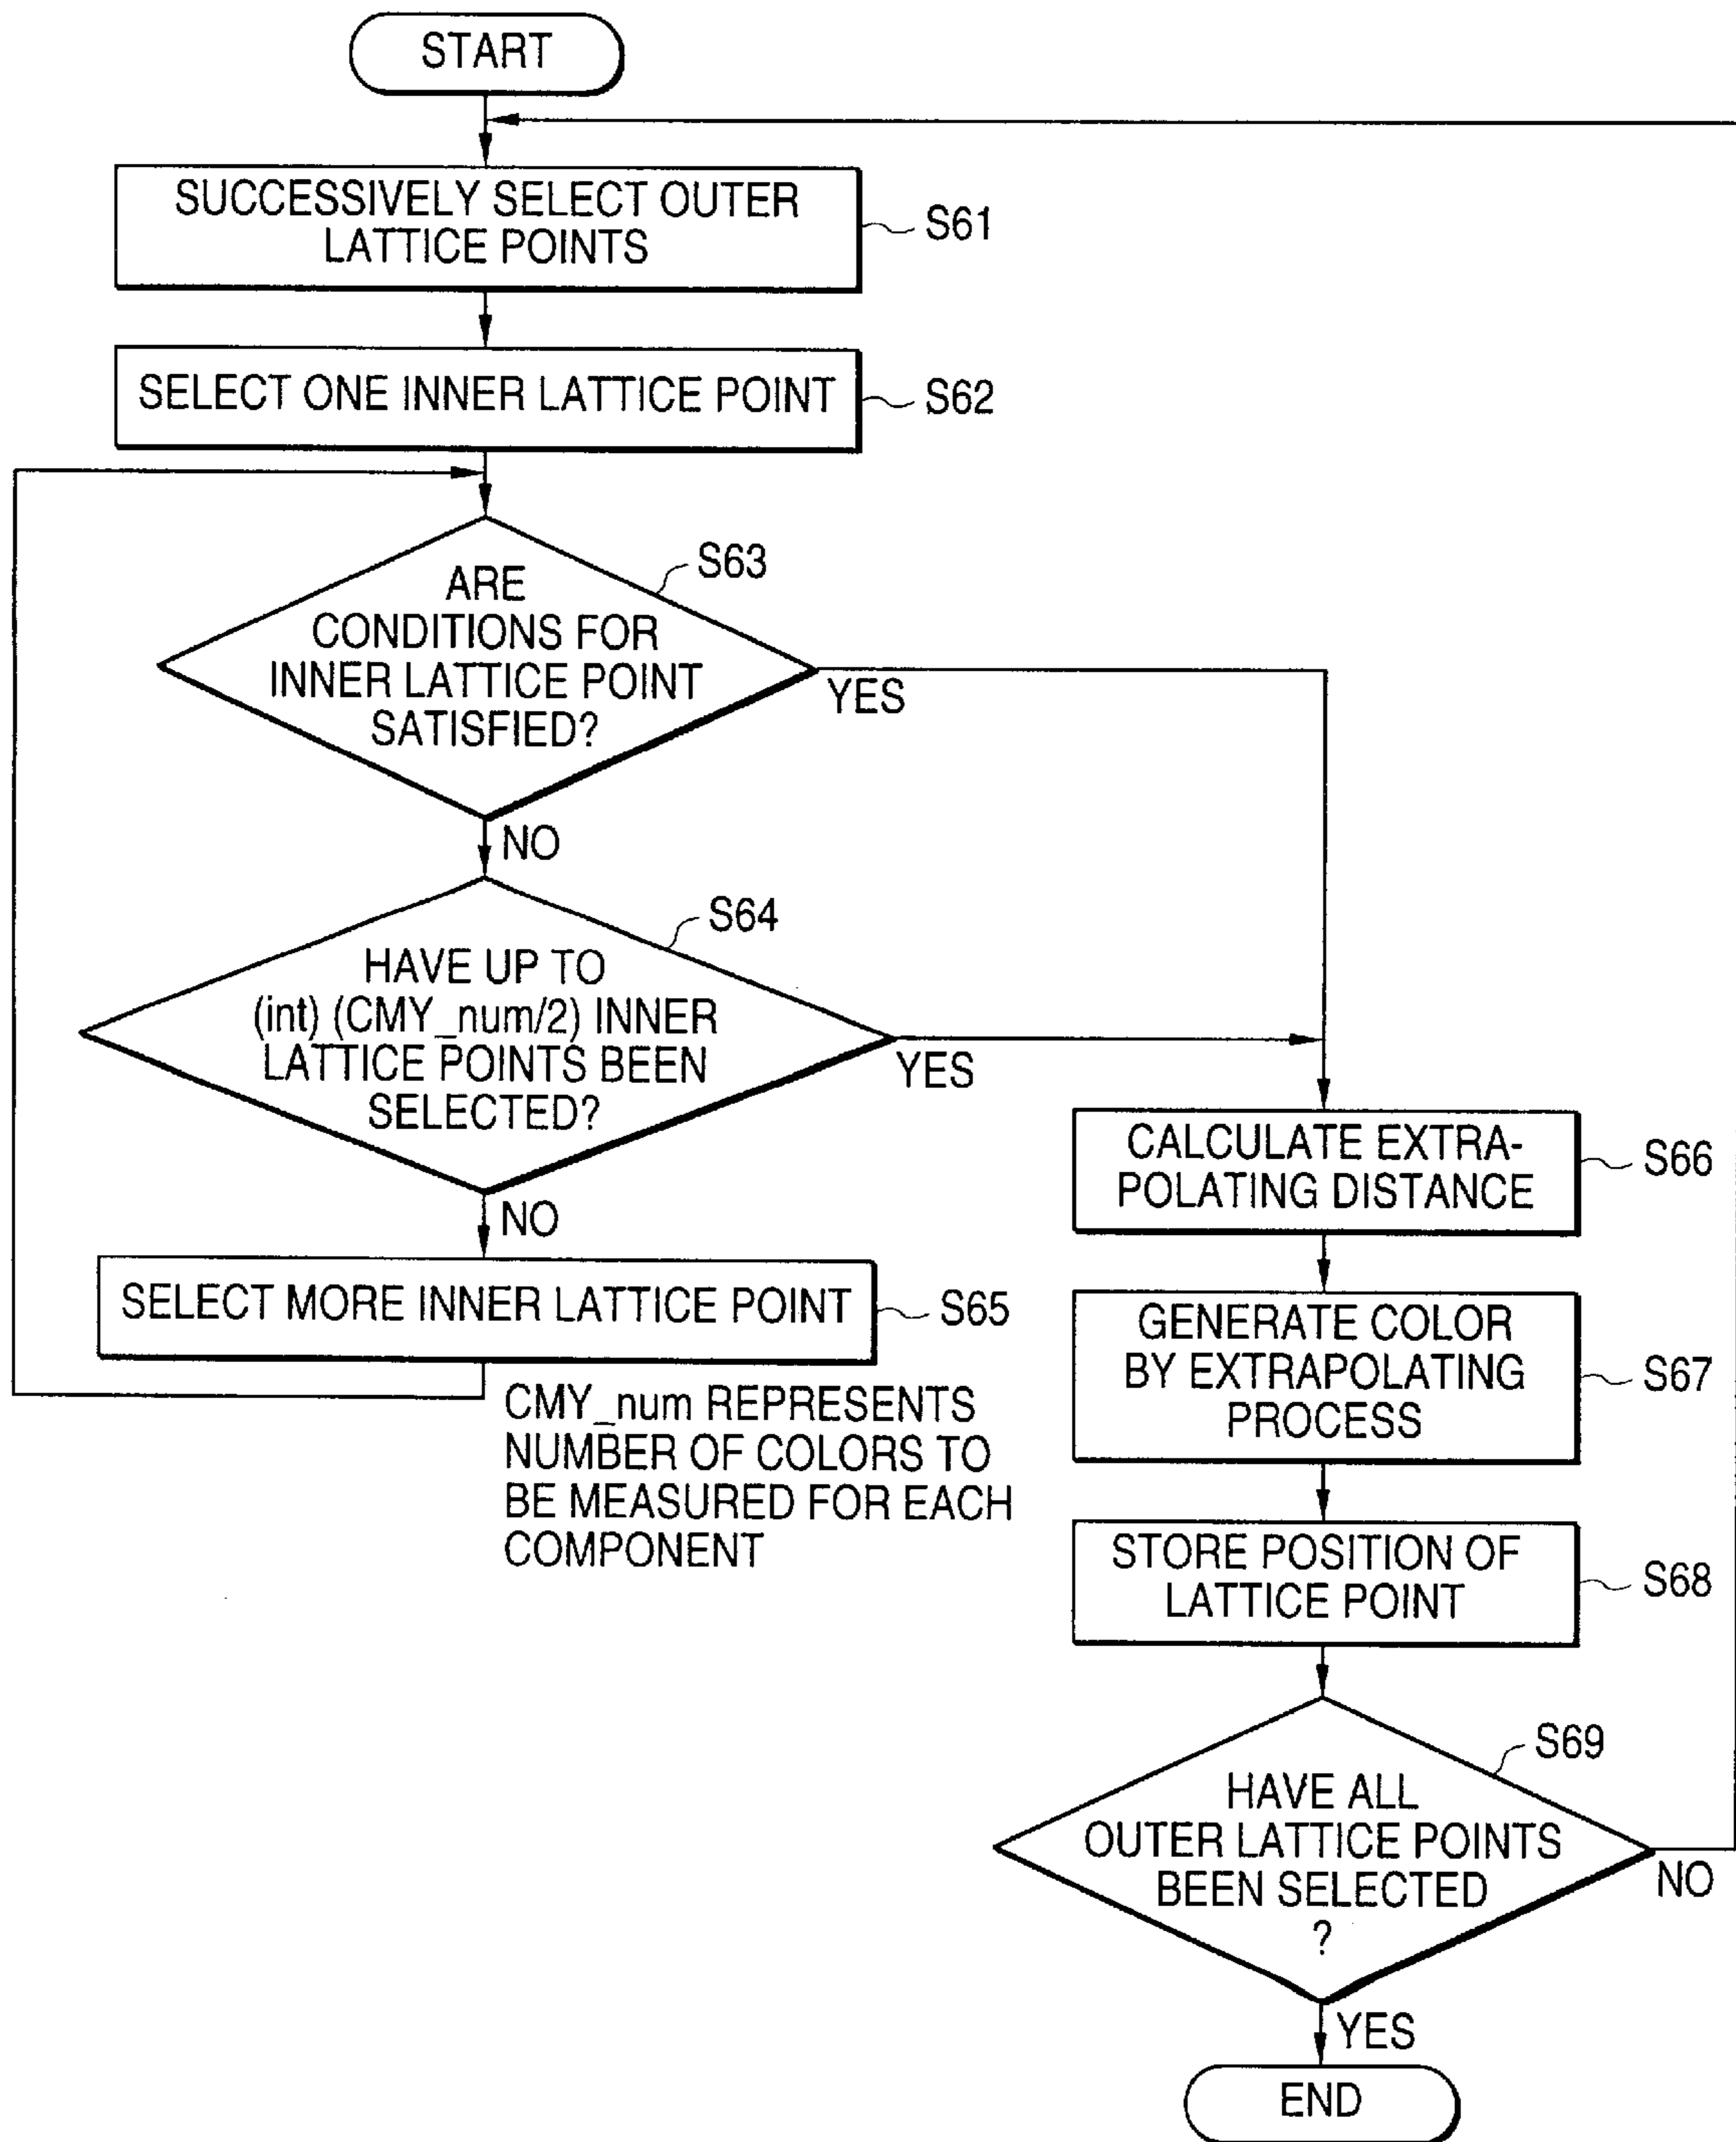 START
SUCCESSIVELY SELECT OUTER
LATTICE POINTS
S61
SELECT ONE INNER LATTICE POINT
S62
ARE
CONDITIONS FOR
INNER LATTICE POINT
SATISFIED?
S63
YES
NO
HAVE UP TO
(int) (CMY_num/2) INNER
LATTICE POINTS BEEN
SELECTED?
S64
YES
NO
SELECT MORE INNER LATTICE POINT
S65
CMY_num REPRESENTS
NUMBER OF COLORS TO
BE MEASURED FOR EACH
COMPONENT
CALCULATE EXTRA-
POLATING DISTANCE
S66
GENERATE COLOR
BY EXTRAPOLATING
PROCESS
S67
STORE POSITION OF
LATTICE POINT
S68
HAVE ALL
OUTER LATTICE POINTS
BEEN SELECTED
?
S69
NO
YES
END